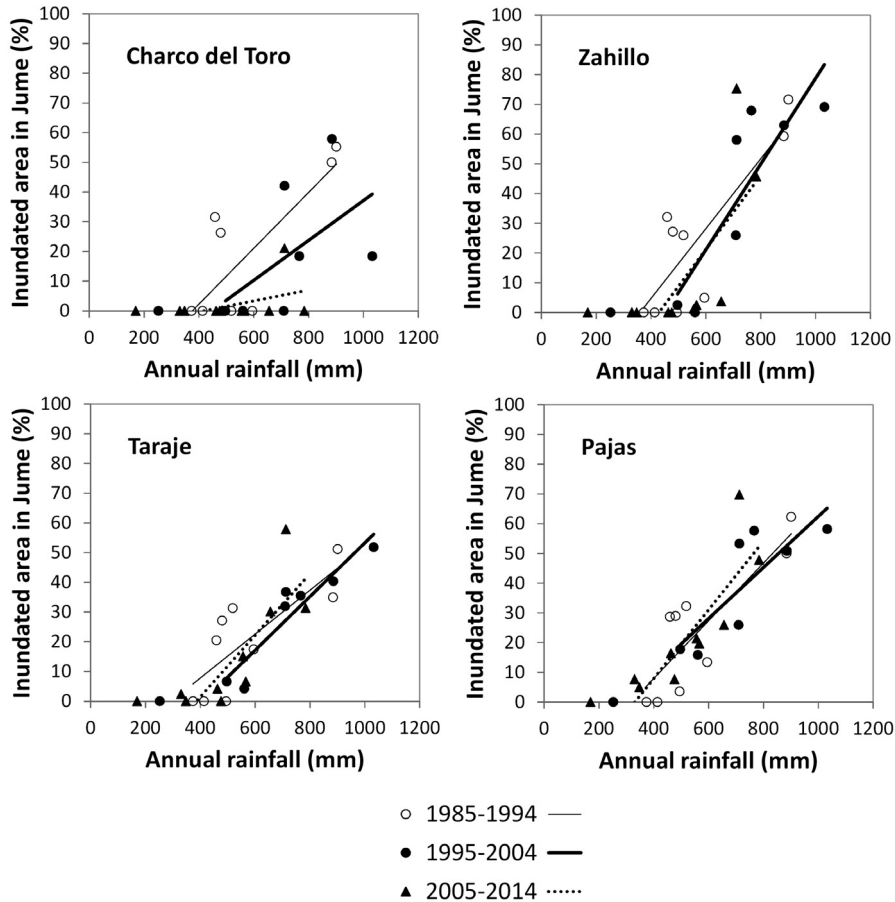 Charco del Toro
Inundated area in Jume (%)
100
90
80
70
60
50
40
30
20
10
0
0 200 400 600 800 1000 1200
Annual rainfall (mm)
Zahillo
Inundated area in Jume (%)
100
90
80
70
60
50
40
30
20
10
0
0 200 400 600 800 1000 1200
Annual rainfall (mm)
Taraje
Inundated area in Jume (%)
100
90
80
70
60
50
40
30
20
10
0
0 200 400 600 800 1000 1200
Annual rainfall (mm)
Pajas
Inundated area in Jume (%)
100
90
80
70
60
50
40
30
20
10
0
0 200 400 600 800 1000 1200
Annual rainfall (mm)
1985-1994
1995-2004
2005-2014